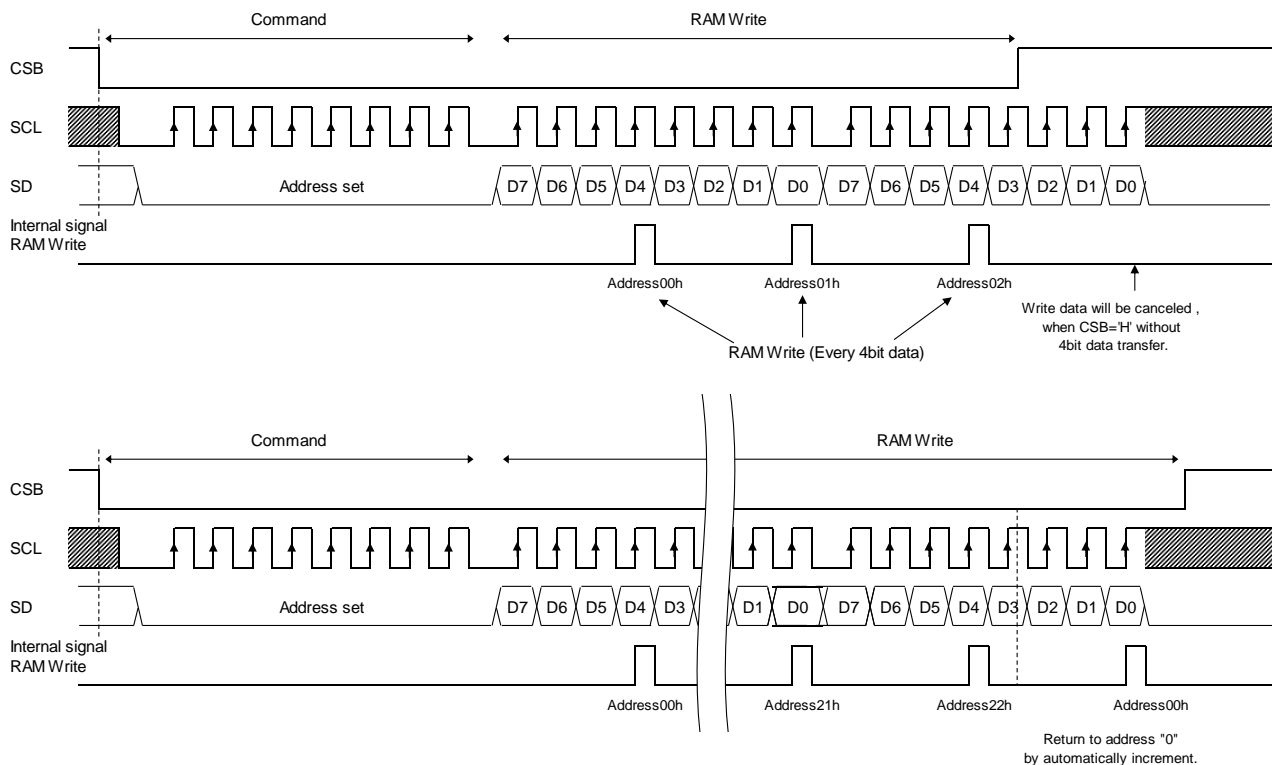 Command RAM Write
CSB
SCL
SD Address set D7 D6 D5 D4 D3 D2 D1 D0 D7 D6 D5 D4 D3 D2 D1 D0
Internal signal
RAM Write
Address00h Address01h Address02h
Write data will be canceled ,
when CSB='H' without
4bit data transfer.
RAM Write (Every 4bit data)
Command RAM Write
CSB
SCL
SD Address set D7 D6 D5 D4 D3 D1 D0 D7 D6 D5 D4 D3 D2 D1 D0
Internal signal
RAM Write
Address00h Address21h Address22h Address00h
Return to address "0"
by automatically increment.